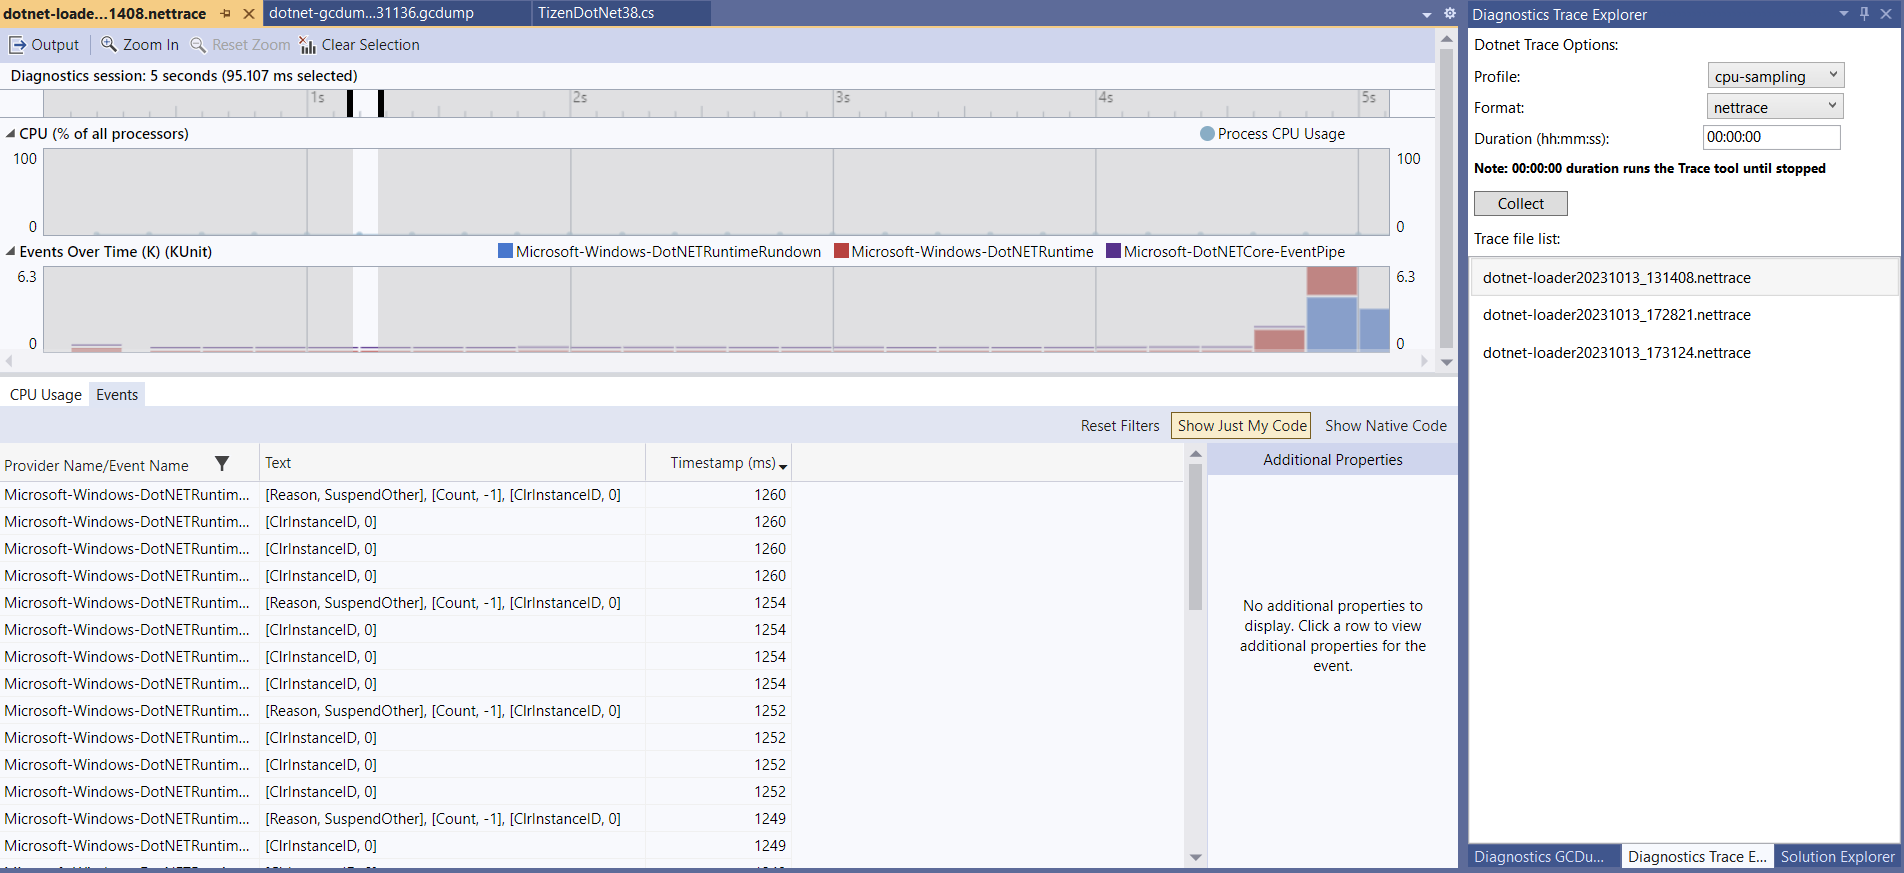 dotnet-loade...1408.nettrace
dotnet-gcdum...31136.gcdump
TizenDotNet38.cs
Output
Zoom In
Reset Zoom
Clear Selection
Diagnostics session: 5 seconds (95.107 ms selected)
1s
2s
3s
4s
5s
CPU (% of all processors)
Process CPU Usage
100
100
0
0
Events Over Time (K) (KUnit)
Microsoft-Windows-DotNETRuntimeRundown
Microsoft-Windows-DotNETRuntime
Microsoft-DotNETCore-EventPipe
6.3
6.3
0
0
CPU Usage
Events
Reset Filters
Show Just My Code
Show Native Code
Provider Name/Event Name
Text
Timestamp (ms)
Microsoft-Windows-DotNETRuntim... [Reason, SuspendOther], [Count, -1], [ClrInstanceID, 0] 1260
Microsoft-Windows-DotNETRuntim... [ClrInstanceID, 0] 1260
Microsoft-Windows-DotNETRuntim... [ClrInstanceID, 0] 1260
Microsoft-Windows-DotNETRuntim... [ClrInstanceID, 0] 1260
Microsoft-Windows-DotNETRuntim... [Reason, SuspendOther], [Count, -1], [ClrInstanceID, 0] 1254
Microsoft-Windows-DotNETRuntim... [ClrInstanceID, 0] 1254
Microsoft-Windows-DotNETRuntim... [ClrInstanceID, 0] 1254
Microsoft-Windows-DotNETRuntim... [ClrInstanceID, 0] 1254
Microsoft-Windows-DotNETRuntim... [Reason, SuspendOther], [Count, -1], [ClrInstanceID, 0] 1252
Microsoft-Windows-DotNETRuntim... [ClrInstanceID, 0] 1252
Microsoft-Windows-DotNETRuntim... [ClrInstanceID, 0] 1252
Microsoft-Windows-DotNETRuntim... [ClrInstanceID, 0] 1252
Microsoft-Windows-DotNETRuntim... [Reason, SuspendOther], [Count, -1], [ClrInstanceID, 0] 1249
Microsoft-Windows-DotNETRuntim... [ClrInstanceID, 0] 1249
Additional Properties
No additional properties to
display. Click a row to view
additional properties for the
event.
Diagnostics Trace Explorer
Dotnet Trace Options:
Profile:
cpu-sampling
Format:
nettrace
Duration (hh:mm:ss):
00:00:00
Note: 00:00:00 duration runs the Trace tool until stopped
Collect
Trace file list:
dotnet-loader20231013_131408.nettrace
dotnet-loader20231013_172821.nettrace
dotnet-loader20231013_173124.nettrace
Diagnostics GCDu...
Diagnostics Trace E...
Solution Explorer